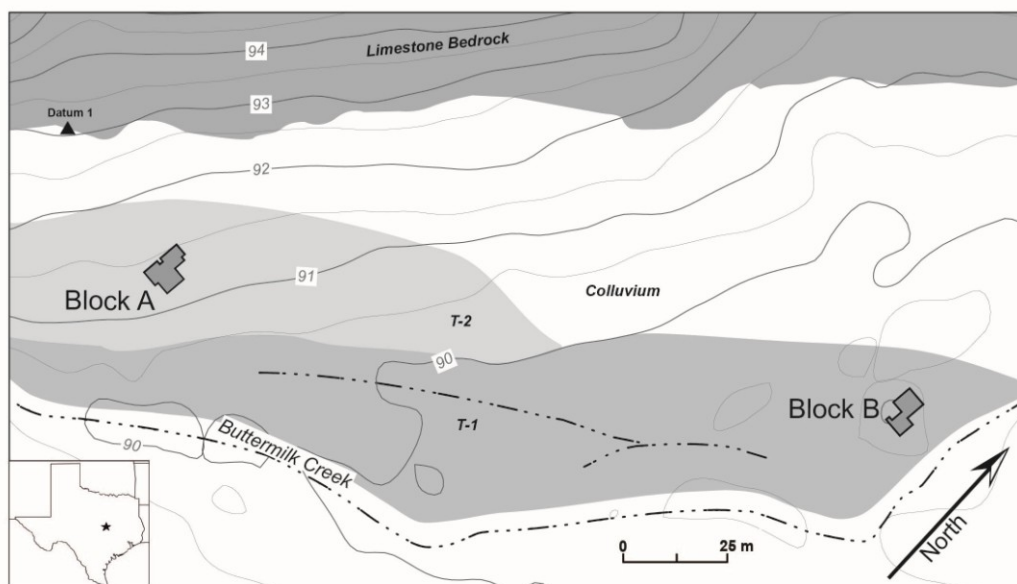 94
Limestone Bedrock
Datum 1
93
92
91
Block A
Colluvium
T-2
90
Block B
T-1
Buttermilk Creek
90
North
0 25 m